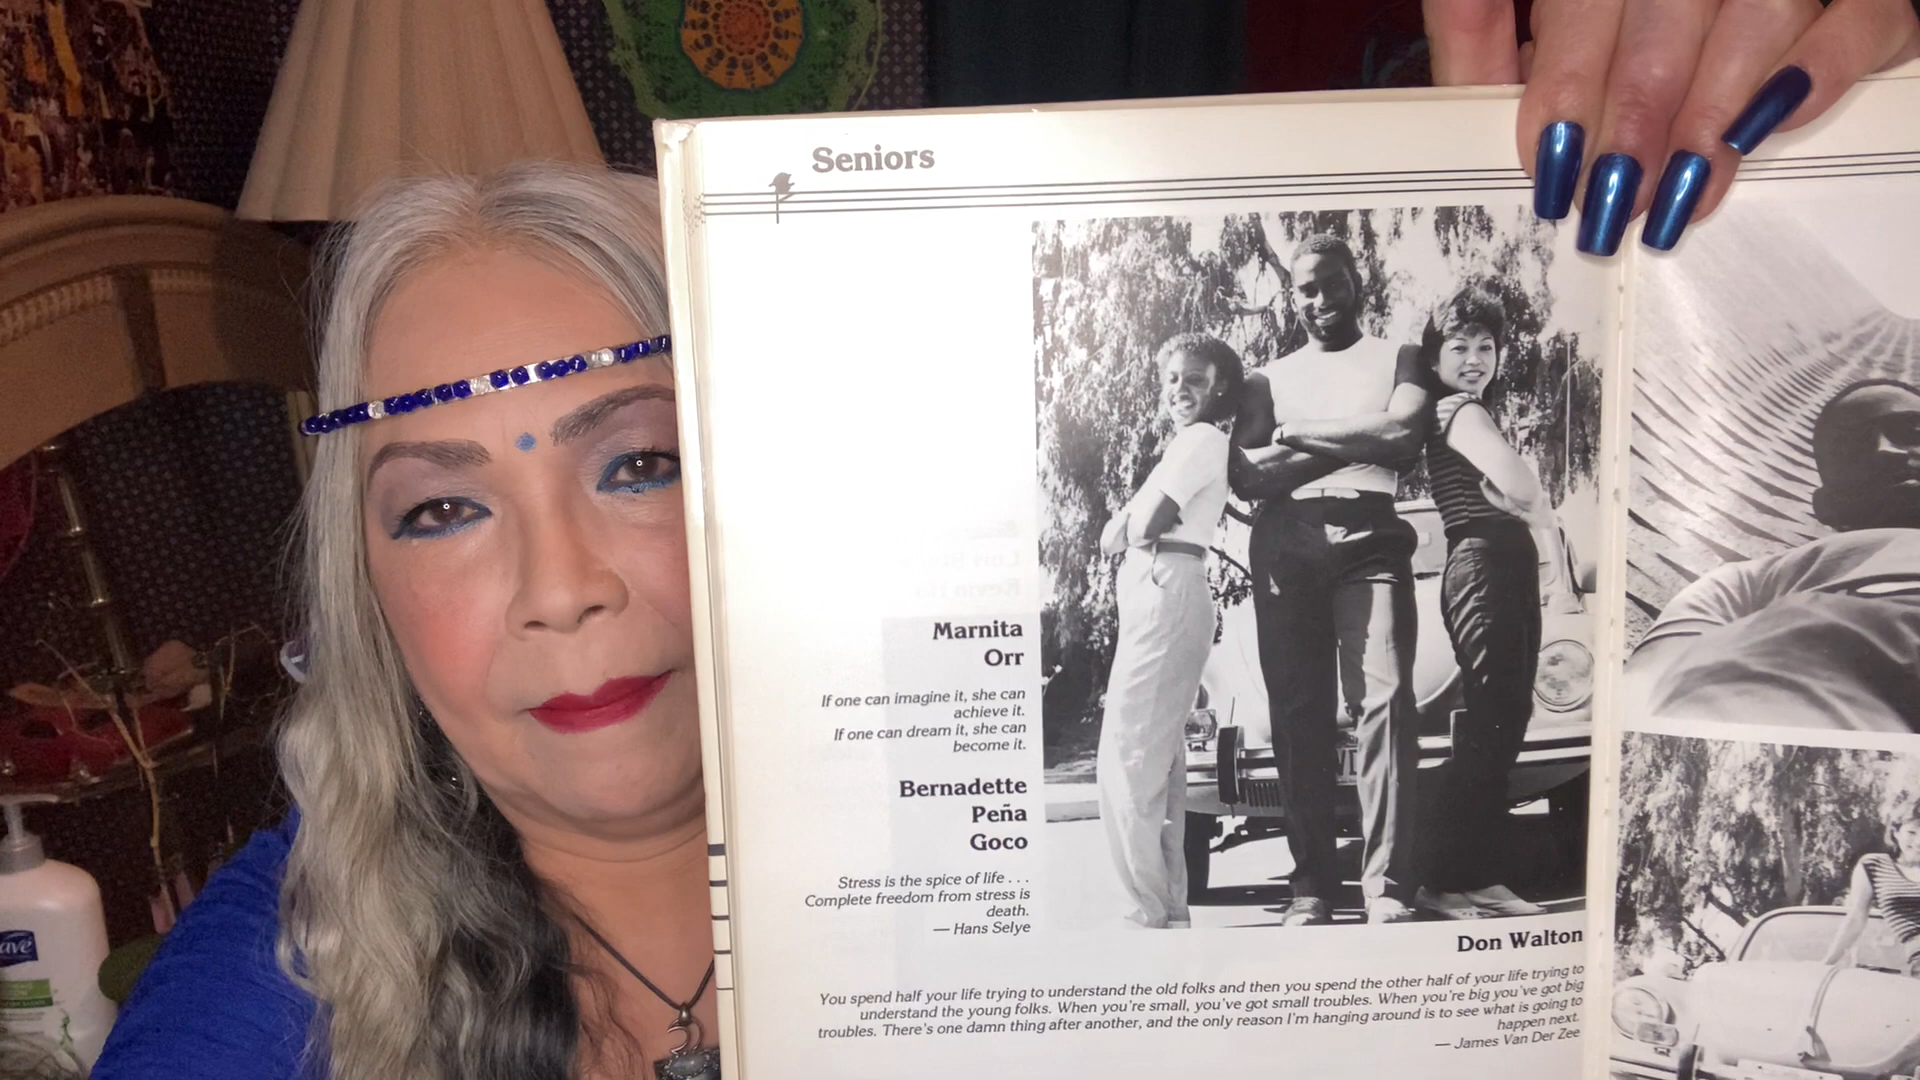 Seniors
Marnita
Orr
If one can imagine it, she can
achieve it.
If one can dream it, she can
become it.
Bernadette
Peña
Goco
Stress is the spice of life . . .
Complete freedom from stress is
death.
— Hans Selye
Don Walton
You spend half your life trying to understand the old folks and then you spend the other half of your life trying to
understand the young folks. When you're small, you've got small troubles. When you're big you've got big
troubles. There's one damn thing after another, and the only reason I'm hanging around is to see what is going to
happen next.
— James Van Der Zee